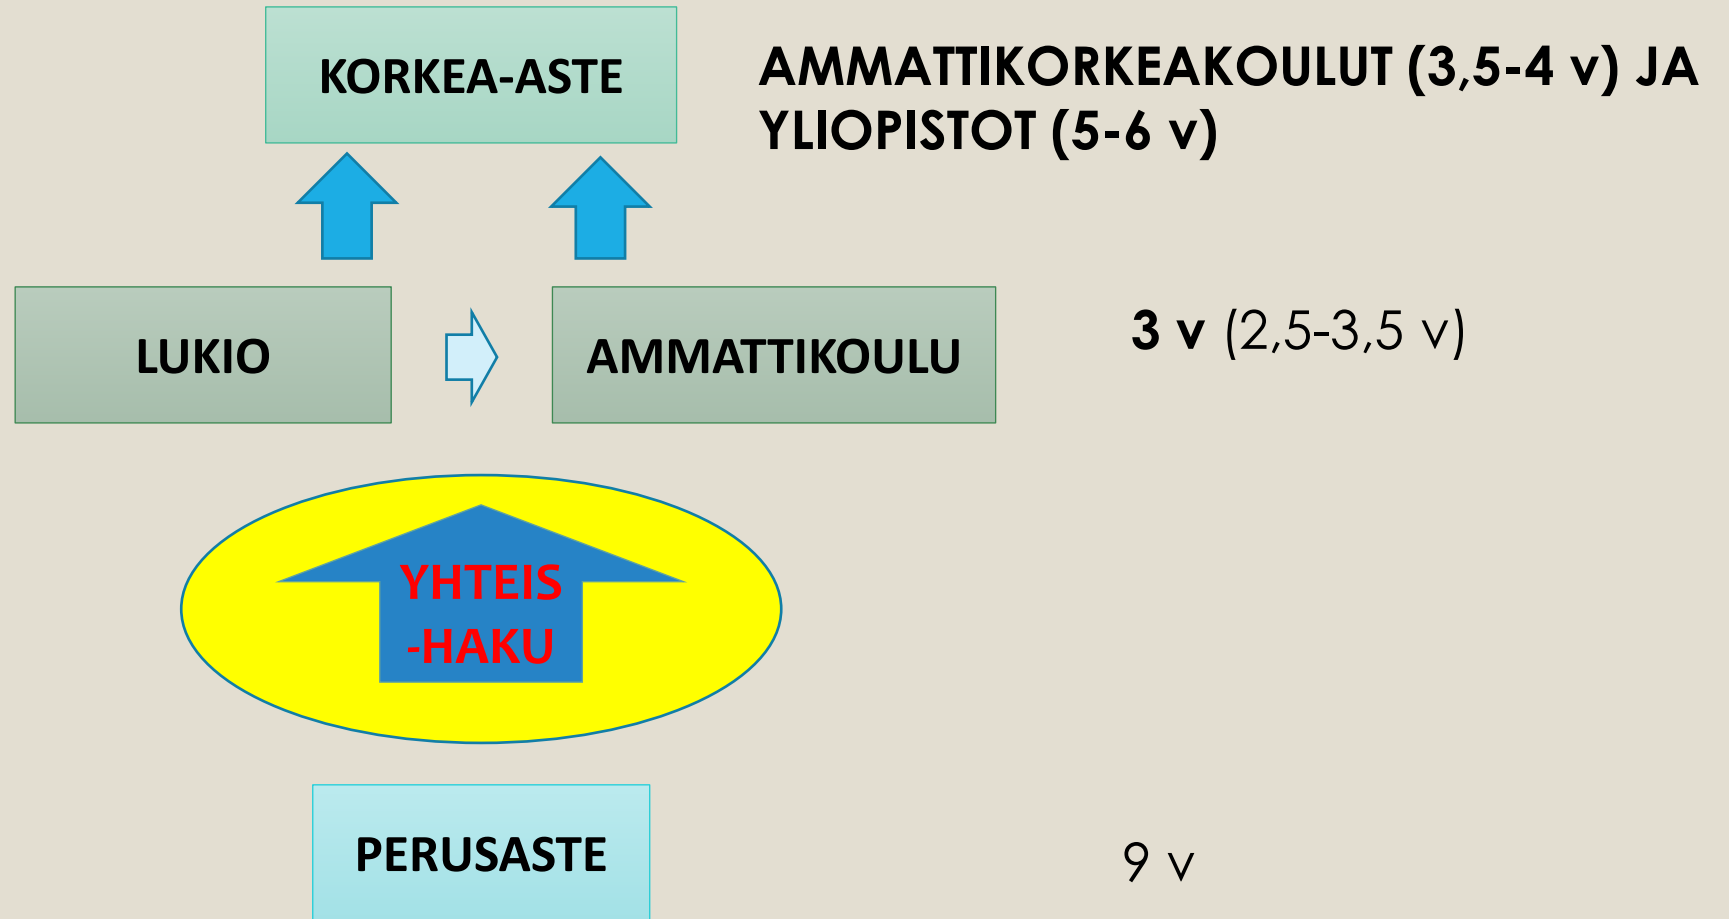 KORKEA-ASTE
AMMATTIKORKEAKOULUT (3,5-4 v) JA
YLIOPISTOT (5-6 v)
LUKIO
AMMATTIKOULU
3 v (2,5-3,5 v)
YHTEIS
-HAKU
PERUSASTE
9 v